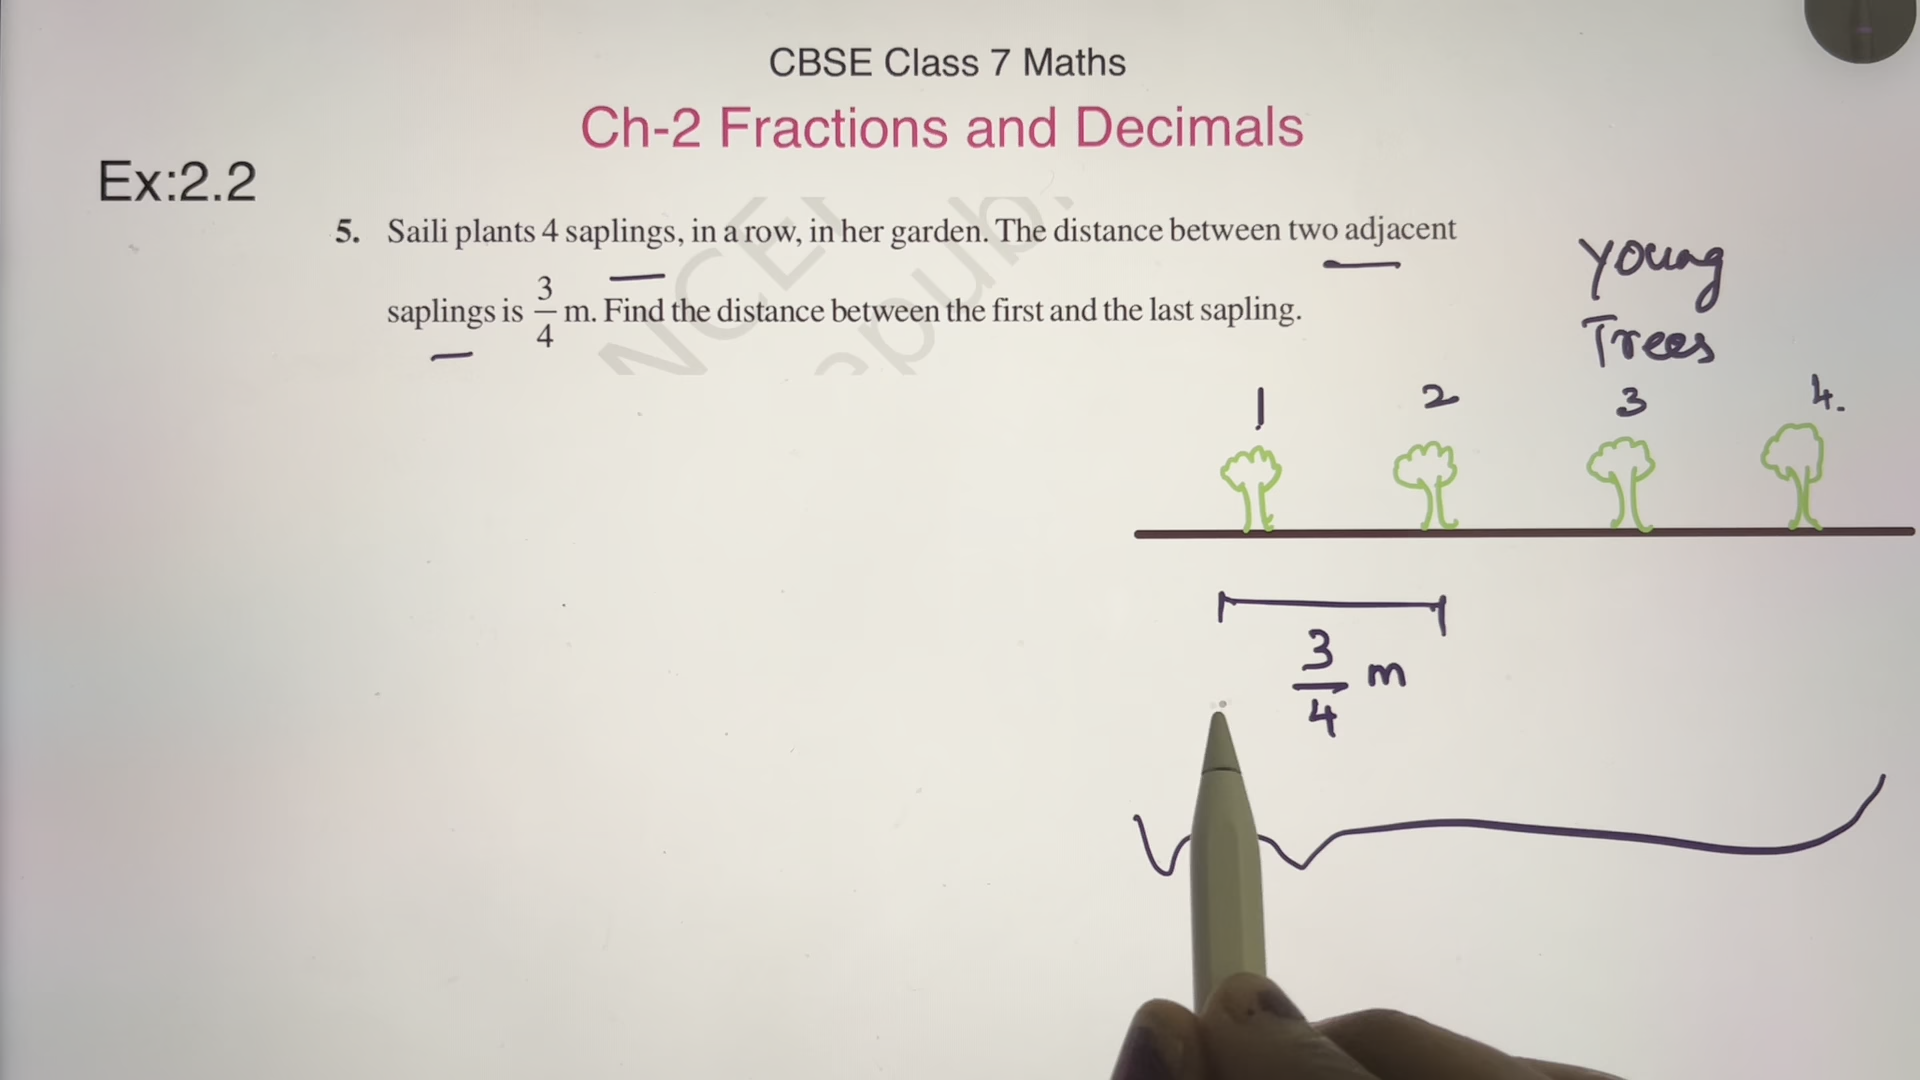 CBSE Class 7 Maths
Ch-2 Fractions and Decimals
Ex:2.2
5. Saili plants 4 saplings, in a row, in her garden. The distance between two adjacent
saplings is 3/4 m. Find the distance between the first and the last sapling.
Young
Trees
1 2 3 4.
3/4 m